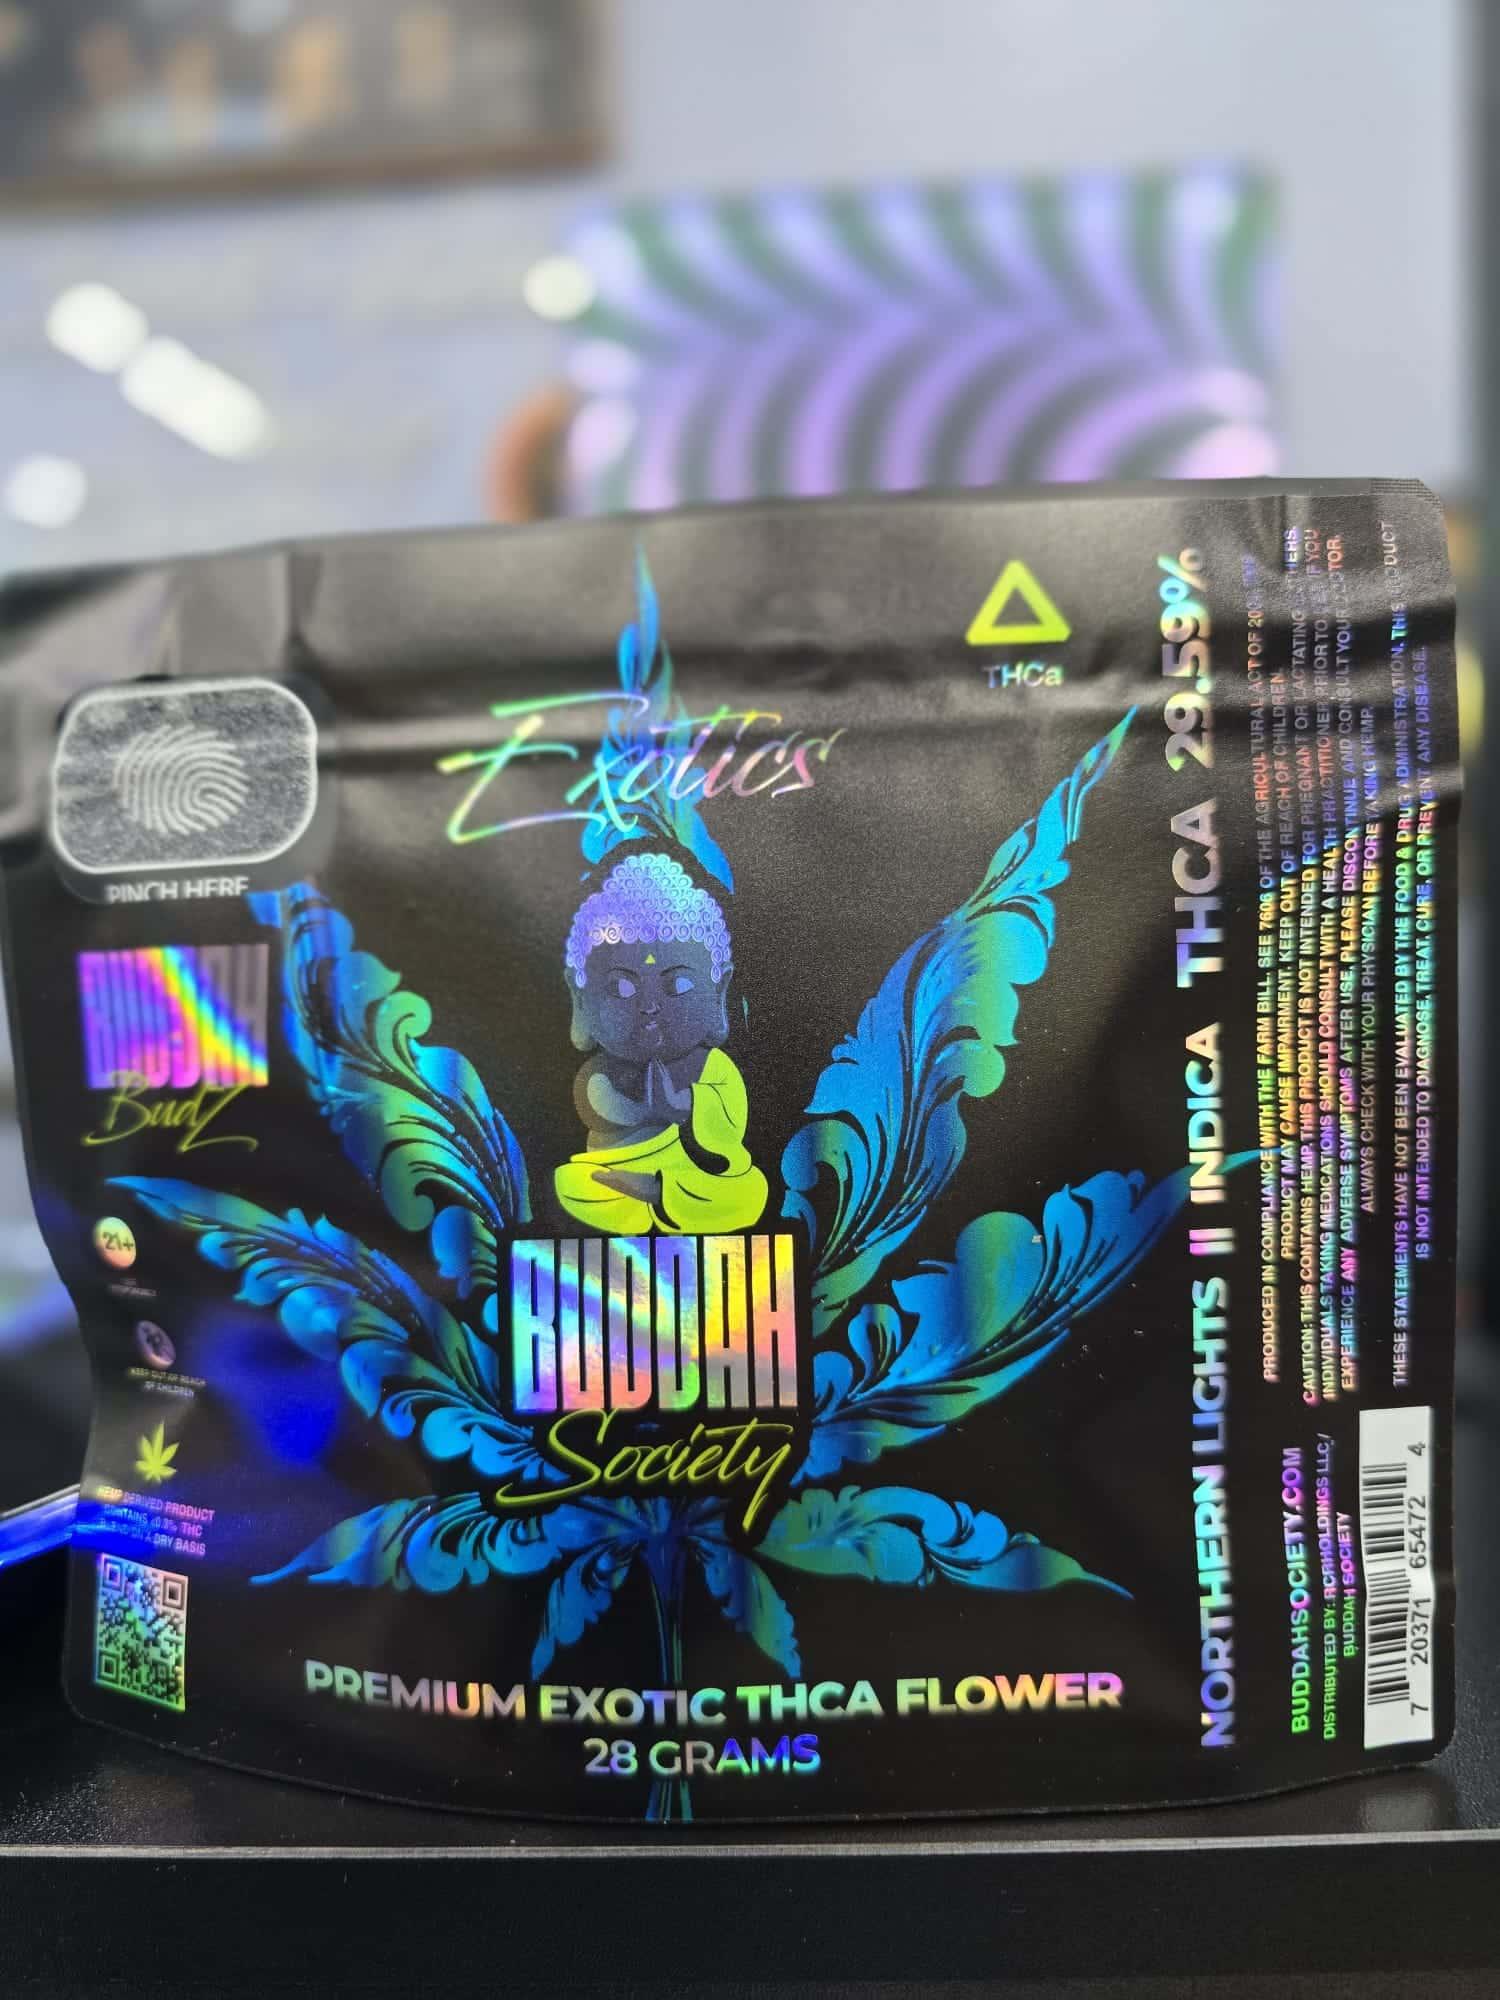 THCa
Exotics
PINCH HERE
BUDDAH
BudZ
21+
KEEP OUT OF REACH
OF CHILDREN
HEMP DERIVED PRODUCT
CONTAINS <0.3% THC
ON A DRY BASIS
BUDDAH
Society
PREMIUM EXOTIC THCA FLOWER
28 GRAMS
NORTHERN LIGHTS || INDICA THCA 29.59%
PRODUCED IN COMPLIANCE WITH THE FARM BILL. SEE 7606 OF THE AGRICULTURAL ACT OF
PRODUCT MAY CAUSE IMPAIRMENT. KEEP OUT OF REACH OF CHILDREN.
CAUTION: THIS CONTAINS HEMP. THIS PRODUCT IS NOT INTENDED FOR PREGNANT OR LACTATING
INDIVIDUALS TAKING MEDICATIONS SHOULD CONSULT WITH A HEALTH PRACTITIONER PRIOR TO USE. IF YOU
EXPERIENCE ANY ADVERSE SYMPTOMS AFTER USE, PLEASE DISCONTINUE AND CONSULT YOUR DOCTOR.
ALWAYS CHECK WITH YOUR PHYSICIAN BEFORE TAKING HEMP.
THESE STATEMENTS HAVE NOT BEEN EVALUATED BY THE FOOD & DRUG ADMINISTRATION. THIS PRODUCT
IS NOT INTENDED TO DIAGNOSE, TREAT, CURE, OR PREVENT ANY DISEASE.
BUDDAHSOCIETY.COM
DISTRIBUTED BY: RCRHOLDINGS LLC /
BUDDAH SOCIETY
7 20371 65472 4